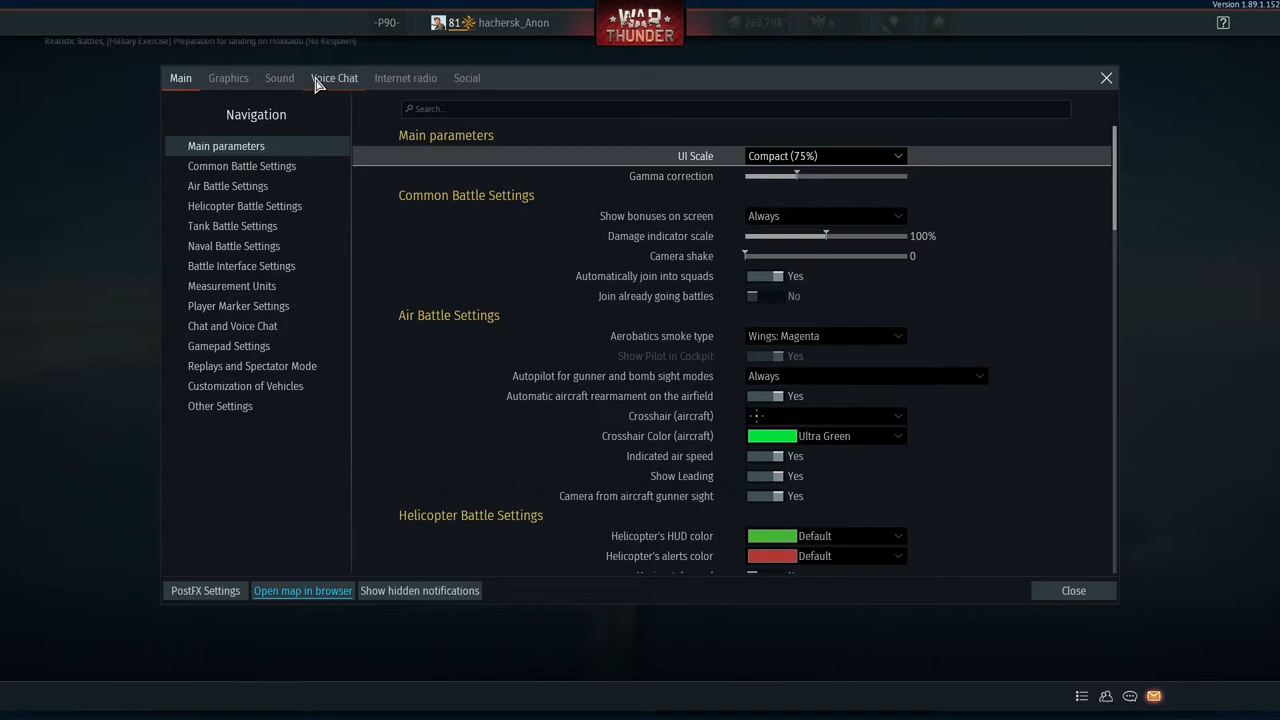 Version 1.89.1.152
-P90-
81 hachersk_Anon
WAR THUNDER
262,798
6
Realistic Battles, [Military Exercise] Preparation for landing on Hokkaido (No Respawn)
Main Graphics Sound Voice Chat Internet radio Social
Navigation
Search...
Main parameters
Common Battle Settings
Air Battle Settings
Helicopter Battle Settings
Tank Battle Settings
Naval Battle Settings
Battle Interface Settings
Measurement Units
Player Marker Settings
Chat and Voice Chat
Gamepad Settings
Replays and Spectator Mode
Customization of Vehicles
Other Settings
Main parameters
UI Scale Compact (75%)
Gamma correction
Common Battle Settings
Show bonuses on screen Always
Damage indicator scale 100%
Camera shake 0
Automatically join into squads Yes
Join already going battles No
Air Battle Settings
Aerobatics smoke type Wings: Magenta
Show Pilot in Cockpit Yes
Autopilot for gunner and bomb sight modes Always
Automatic aircraft rearmament on the airfield Yes
Crosshair (aircraft)
Crosshair Color (aircraft) Ultra Green
Indicated air speed Yes
Show Leading Yes
Camera from aircraft gunner sight Yes
Helicopter Battle Settings
Helicopter's HUD color Default
Helicopter's alerts color Default
PostFX Settings Open map in browser Show hidden notifications Close